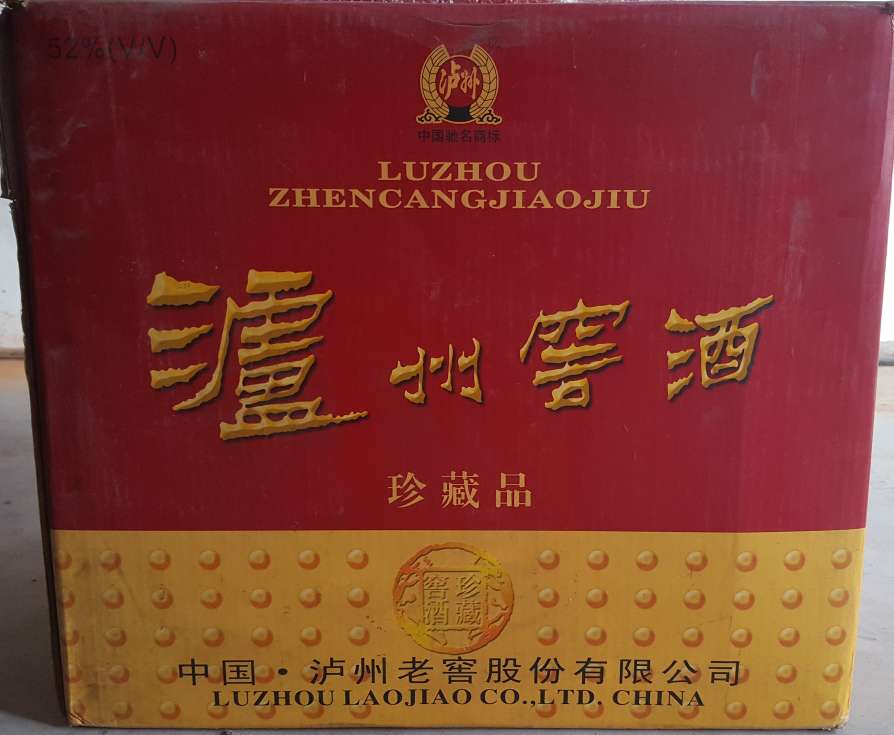 52%(V/V)
泸州
中国驰名商标
LUZHOU
ZHENCANGJIAOJIU
瀘州窖酒
珍藏品
珍藏
窖酒
中国·泸州老窖股份有限公司
LUZHOU LAOJIAO CO.,LTD. CHINA